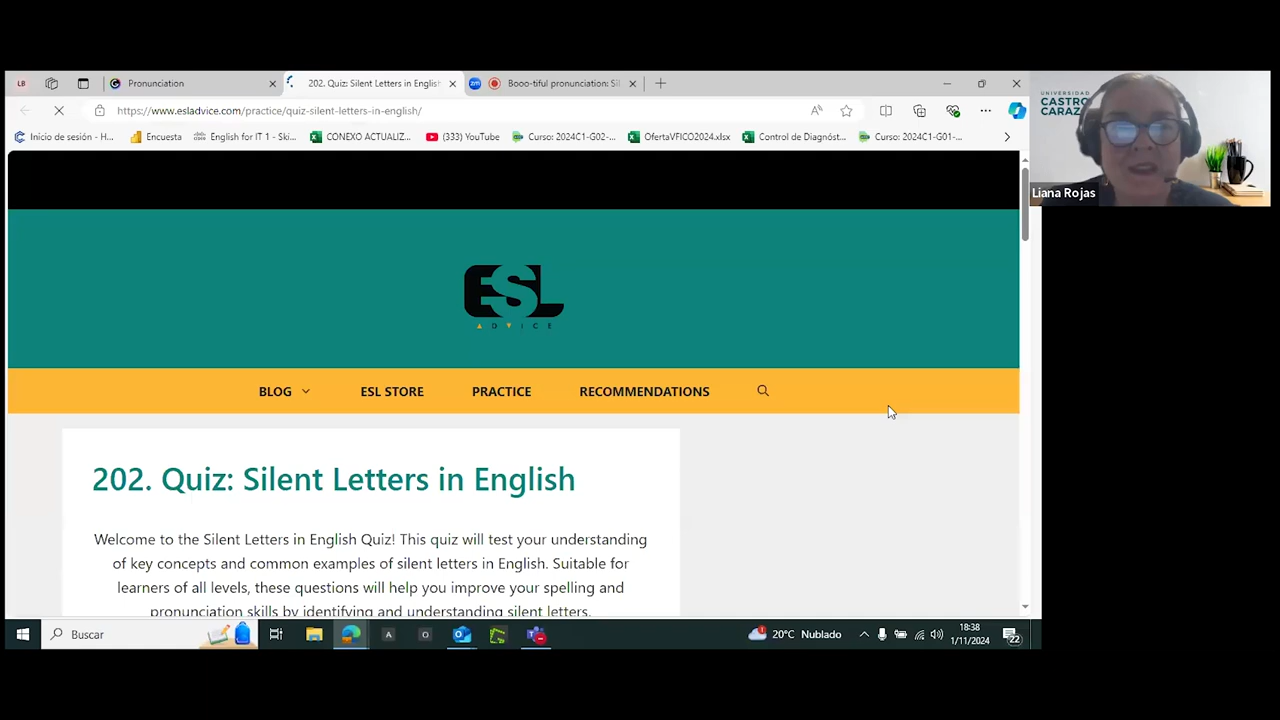 LB
Pronunciation
202. Quiz: Silent Letters in Englis
zm
Booo-tiful pronunciation: Sil
https://www.esladvice.com/practice/quiz-silent-letters-in-english/
Inicio de sesión - H...
Encuesta
English for IT 1 - Ski...
CONEXO ACTUALIZ...
(333) YouTube
Curso: 2024C1-G02-...
OfertaVFICO2024.xlsx
Control de Diagnóst...
Curso: 2024C1-G01-...
UNIVERSIDAD
CASTRO
CARAZ
Liana Rojas
ESL
ADVICE
BLOG
ESL STORE
PRACTICE
RECOMMENDATIONS
202. Quiz: Silent Letters in English
Welcome to the Silent Letters in English Quiz! This quiz will test your understanding
of key concepts and common examples of silent letters in English. Suitable for
learners of all levels, these questions will help you improve your spelling and
pronunciation skills by identifying and understanding silent letters.
Buscar
A
O
20°C Nublado
18:38
1/11/2024
22